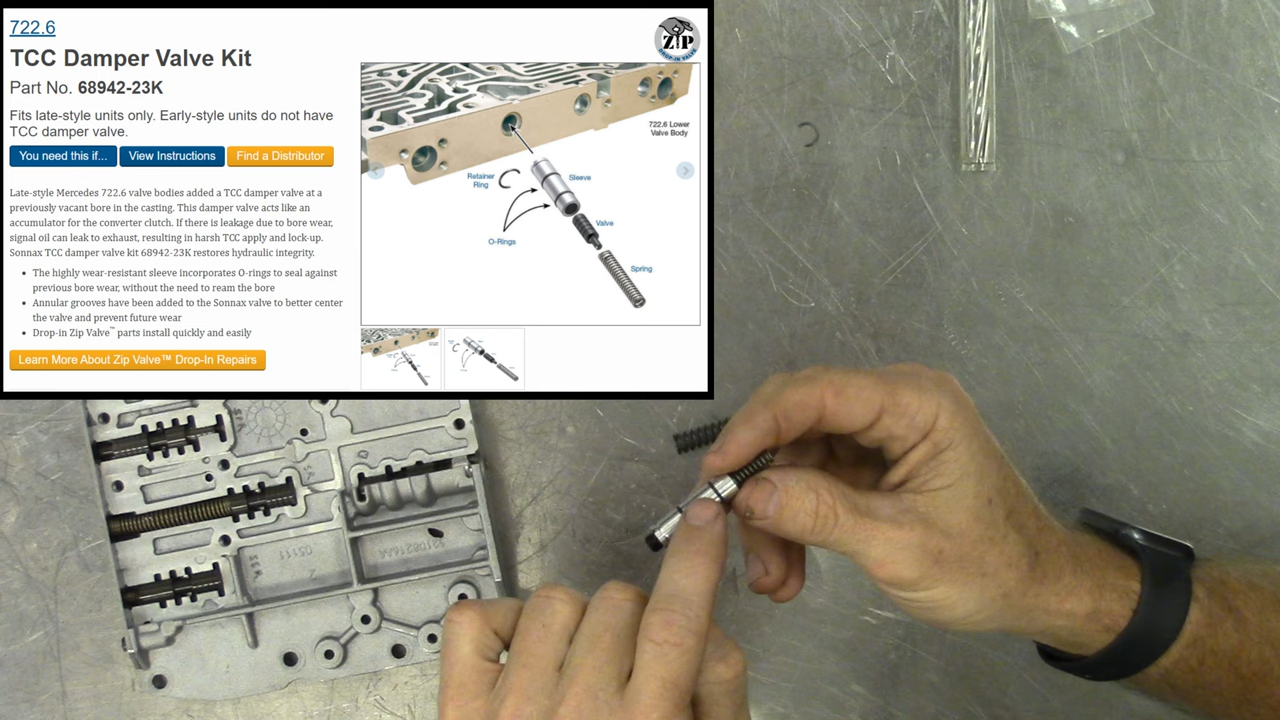 722.6
TCC Damper Valve Kit
Part No. 68942-23K
Fits late-style units only. Early-style units do not have
TCC damper valve.
You need this if...
View Instructions
Find a Distributor
Late-style Mercedes 722.6 valve bodies added a TCC damper valve at a
previously vacant bore in the casting. This damper valve acts like an
accumulator for the converter clutch. If there is leakage due to bore wear,
signal oil can leak to exhaust, resulting in harsh TCC apply and lock-up.
Sonnax TCC damper valve kit 68942-23K restores hydraulic integrity.
The highly wear-resistant sleeve incorporates O-rings to seal against
previous bore wear, without the need to ream the bore
Annular grooves have been added to the Sonnax valve to better center
the valve and prevent future wear
Drop-in Zip Valve™ parts install quickly and easily
Learn More About Zip Valve™ Drop-In Repairs
ZIP
DROP-IN VALVE
722.6 Lower
Valve Body
Retainer
Ring
Sleeve
O-Rings
Valve
Spring
05111